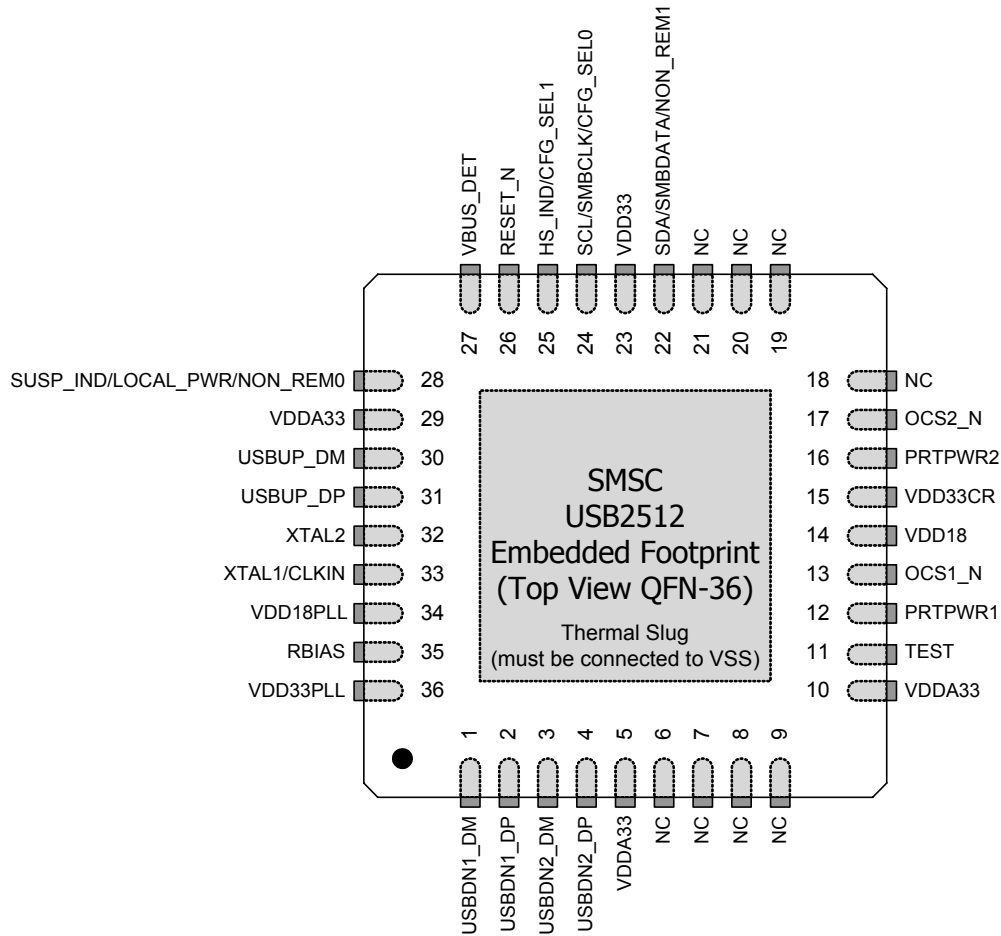 VBUS_DET
RESET_N
HS_IND/CFG_SEL1
SCL/SMBCLK/CFG_SEL0
VDD33
SDA/SMBDATA/NON_REM1
NC
NC
NC
27
26
25
24
23
22
21
20
19
SUSP_IND/LOCAL_PWR/NON_REM0 28
VDDA33 29
USBUP_DM 30
USBUP_DP 31
XTAL2 32
XTAL1/CLKIN 33
VDD18PLL 34
RBIAS 35
VDD33PLL 36
SMSC
USB2512
Embedded Footprint
(Top View QFN-36)
Thermal Slug
(must be connected to VSS)
18 NC
17 OCS2_N
16 PRTPWR2
15 VDD33CR
14 VDD18
13 OCS1_N
12 PRTPWR1
11 TEST
10 VDDA33
1
2
3
4
5
6
7
8
9
USBDN1_DM
USBDN1_DP
USBDN2_DM
USBDN2_DP
VDDA33
NC
NC
NC
NC